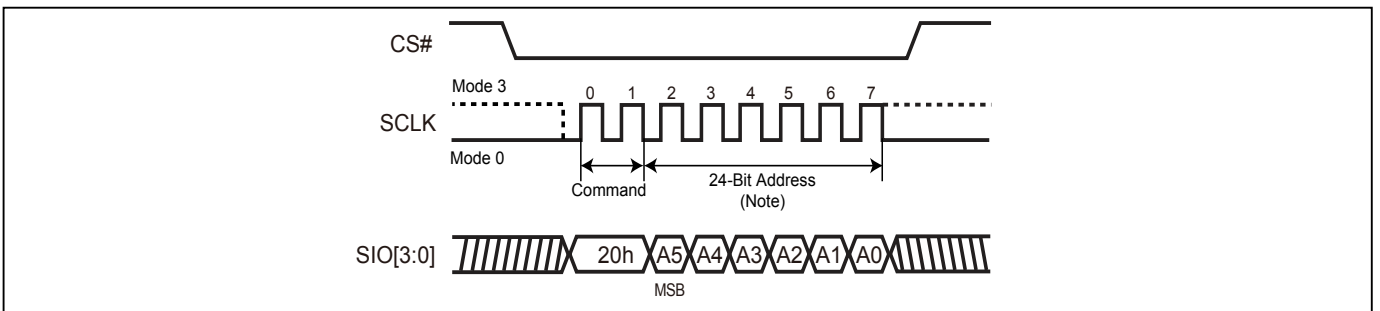 CS#
Mode 3
0 1 2 3 4 5 6 7
SCLK
Mode 0
Command
24-Bit Address
(Note)
SIO[3:0]
20h A5 A4 A3 A2 A1 A0
MSB